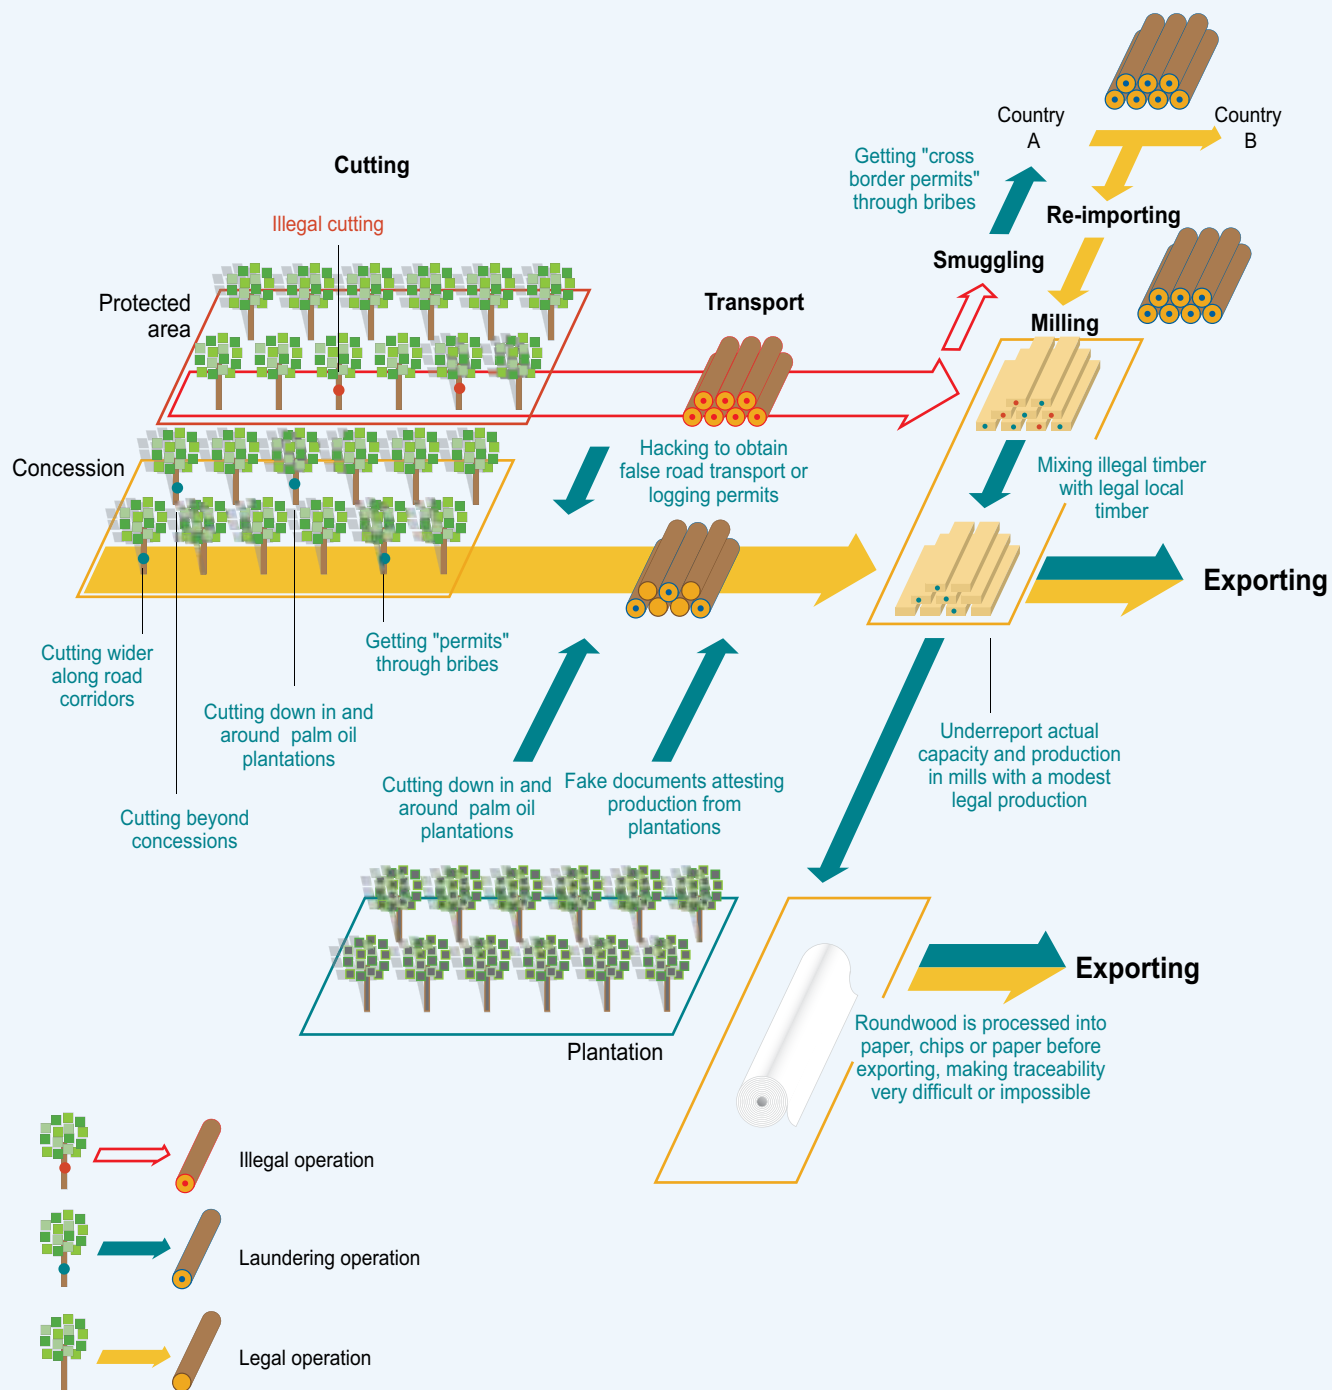 Cutting
Illegal cutting
Protected
area
Concession
Transport
Country
A
Country
B
Getting "cross
border permits"
through bribes
Re-importing
Smuggling
Milling
Hacking to obtain
false road transport or
logging permits
Mixing illegal timber
with legal local
timber
Exporting
Cutting wider
along road
corridors
Getting "permits"
through bribes
Cutting down in and
around palm oil
plantations
Cutting beyond
concessions
Cutting down in and
around palm oil
plantations
Fake documents attesting
production from
plantations
Underreport actual
capacity and production
in mills with a modest
legal production
Exporting
Plantation
Roundwood is processed into
paper, chips or paper before
exporting, making traceability
very difficult or impossible
Illegal operation
Laundering operation
Legal operation